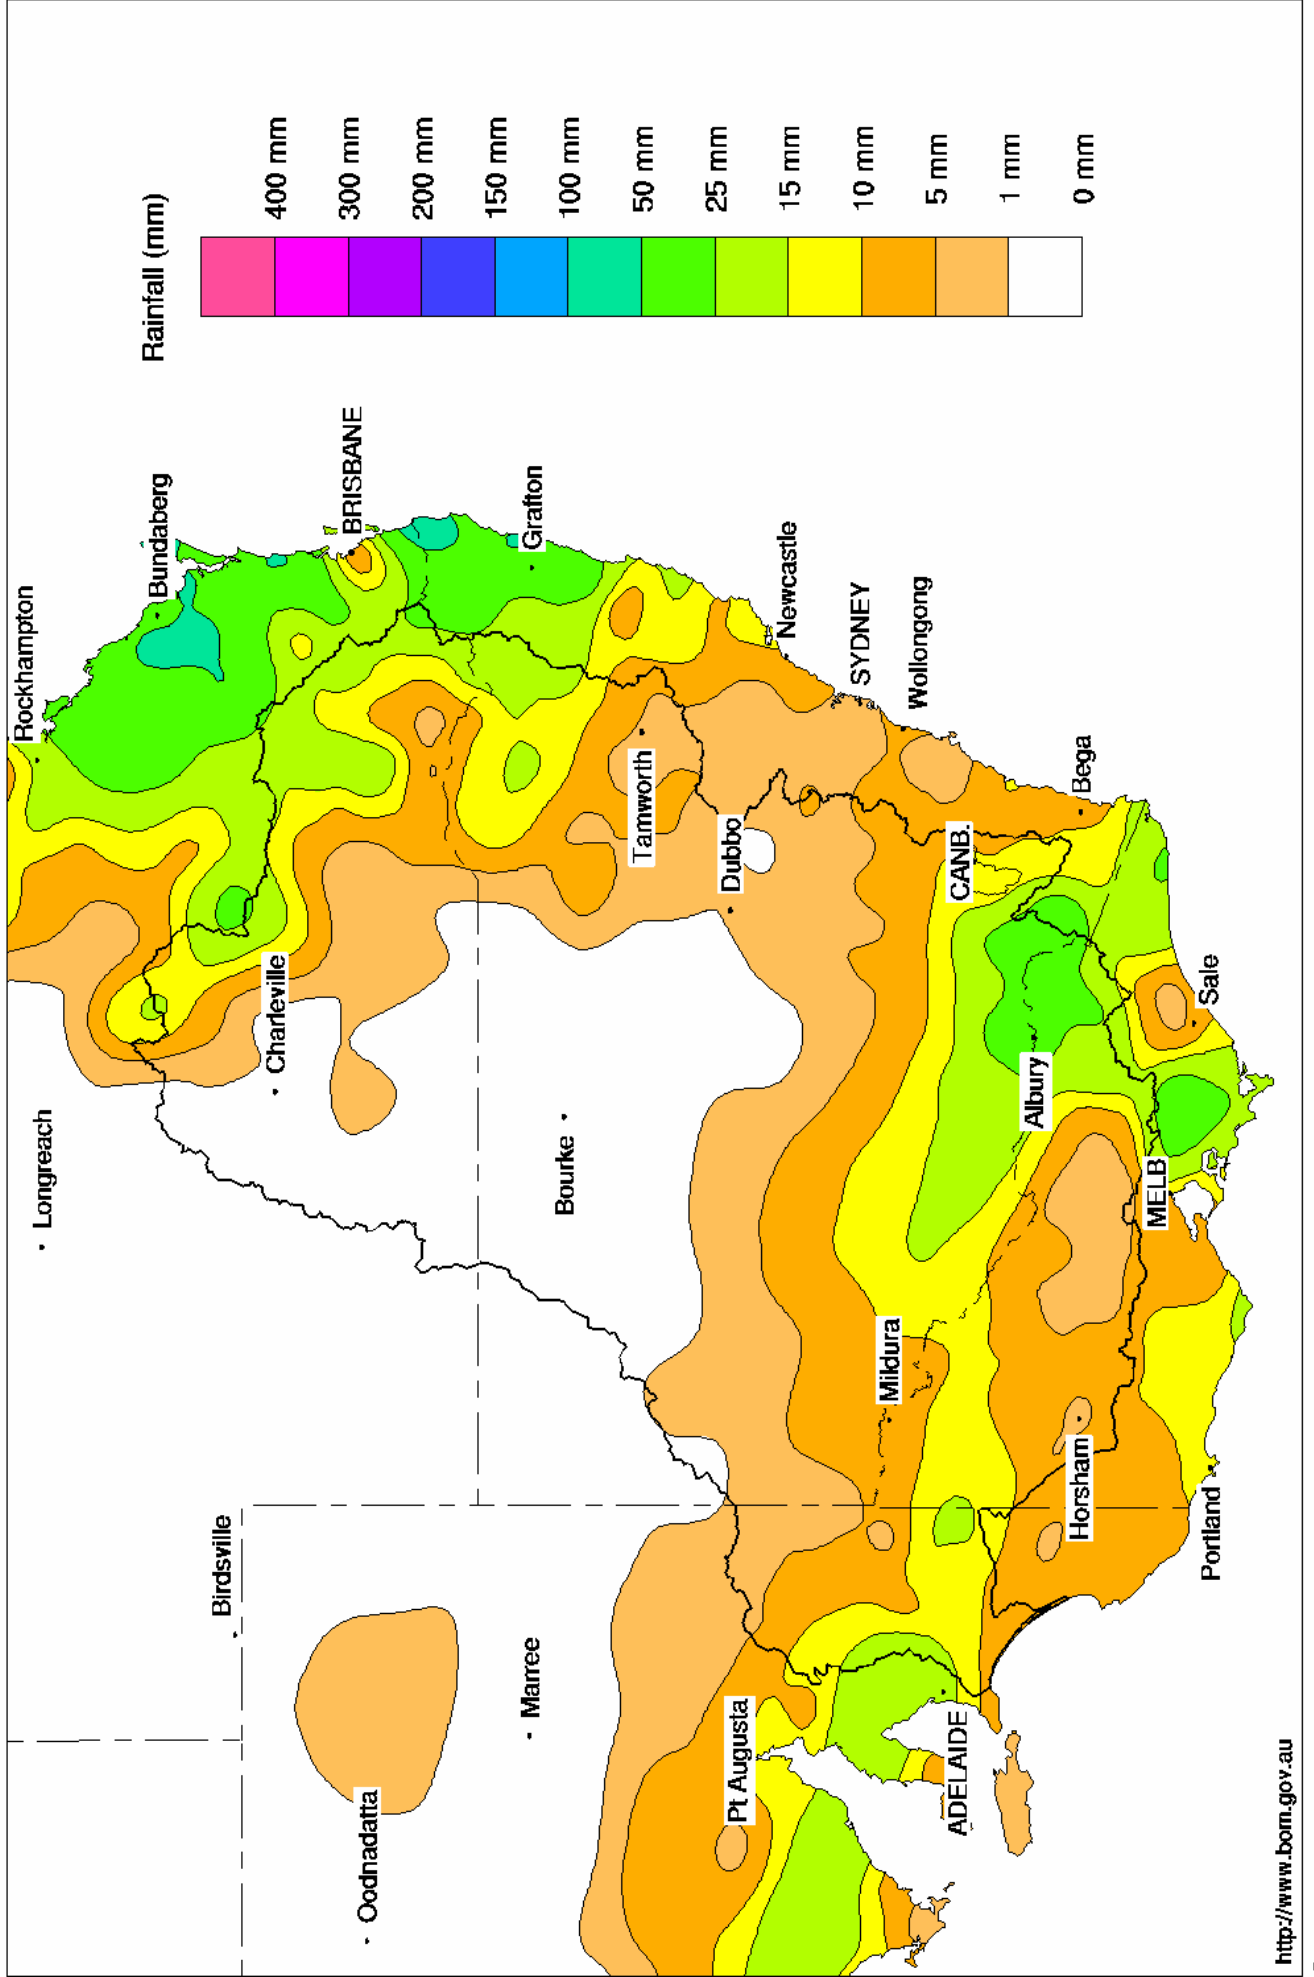 Rockhampton
Longreach
Bundaberg
Birdsville
Charleville
BRISBANE
Oodnadatta
Grafton
Bourke
Marree
Tamworth
Dubbo
Newcastle
Pt Augusta
SYDNEY
Mildura
Wollongong
CANB.
ADELAIDE
Albury
Bega
Horsham
MELB
Sale
Portland
Rainfall (mm)
400 mm
300 mm
200 mm
150 mm
100 mm
50 mm
25 mm
15 mm
10 mm
5 mm
1 mm
0 mm
http://www.bom.gov.au